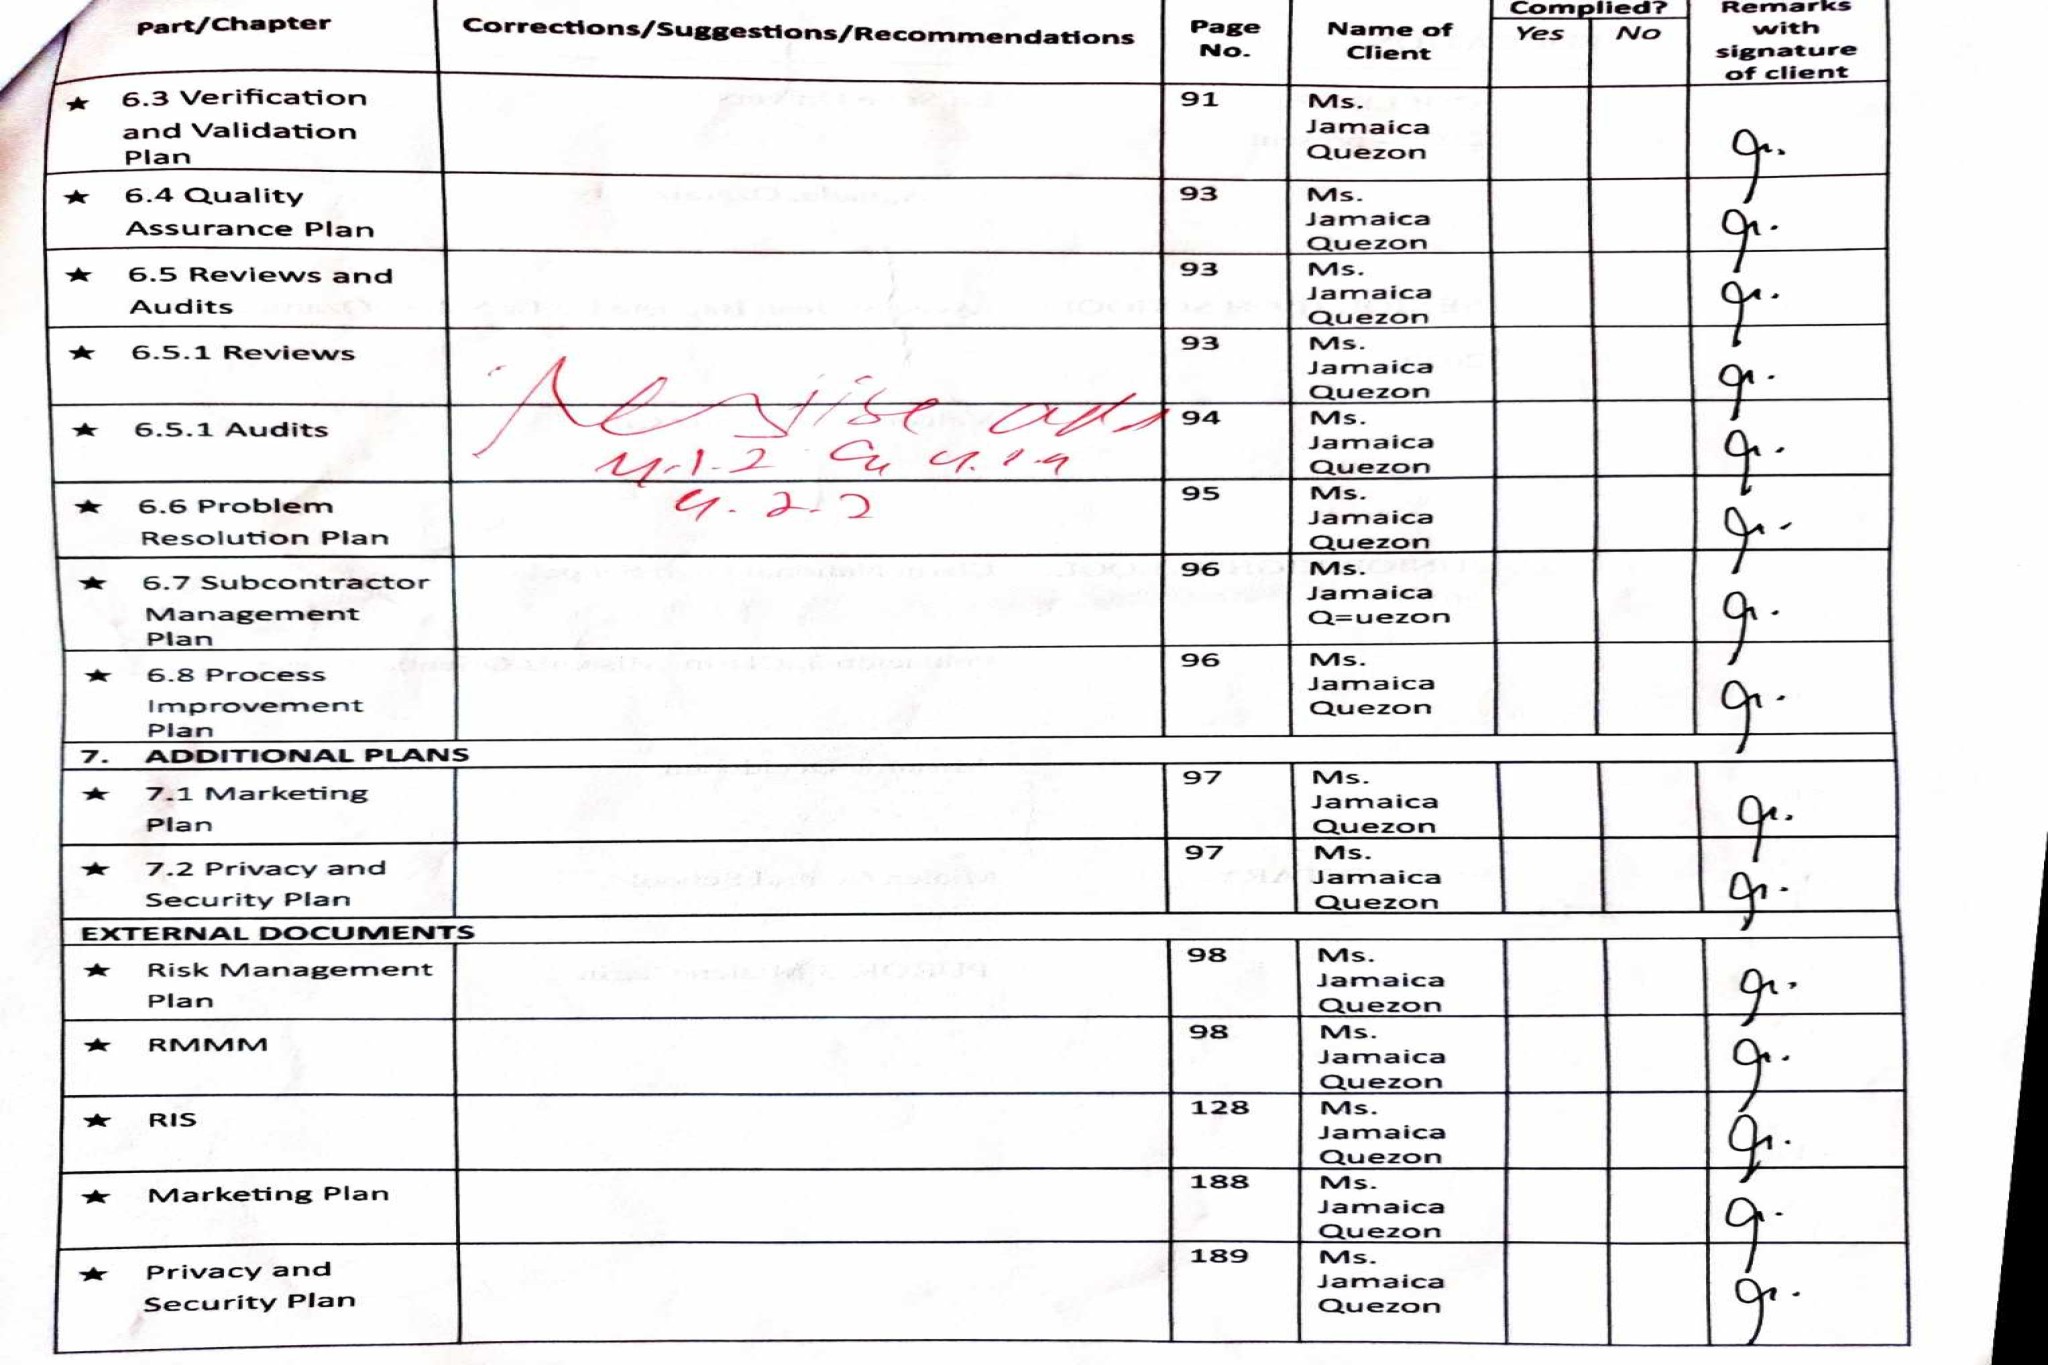 Part/Chapter Corrections/Suggestions/Recommendations Page No. Name of Client Complied? Yes No Remarks with signature of client
★ 6.3 Verification and Validation Plan 91 Ms. Jamaica Quezon
★ 6.4 Quality Assurance Plan 93 Ms. Jamaica Quezon
★ 6.5 Reviews and Audits 93 Ms. Jamaica Quezon
★ 6.5.1 Reviews 93 Ms. Jamaica Quezon
★ 6.5.1 Audits 94 Ms. Jamaica Quezon
4.1.2
4.2.2
★ 6.6 Problem Resolution Plan 95 Ms. Jamaica Quezon
★ 6.7 Subcontractor Management Plan 96 Ms. Jamaica Q=uezon
★ 6.8 Process Improvement Plan 96 Ms. Jamaica Quezon
7. ADDITIONAL PLANS
★ 7.1 Marketing Plan 97 Ms. Jamaica Quezon
★ 7.2 Privacy and Security Plan 97 Ms. Jamaica Quezon
EXTERNAL DOCUMENTS
★ Risk Management Plan 98 Ms. Jamaica Quezon
★ RMMM 98 Ms. Jamaica Quezon
★ RIS 128 Ms. Jamaica Quezon
★ Marketing Plan 188 Ms. Jamaica Quezon
★ Privacy and Security Plan 189 Ms. Jamaica Quezon